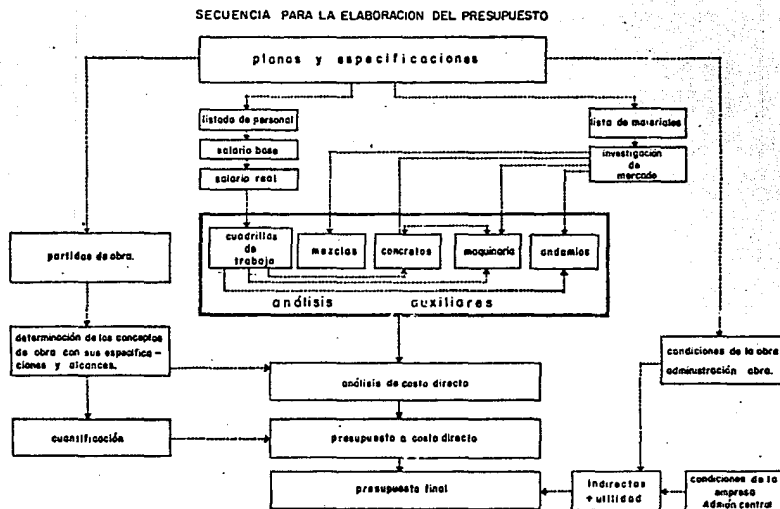 SECUENCIA PARA LA ELABORACION DEL PRESUPUESTO
planos y especificaciones
listado de personal
lista de materiales
salario base
investigación
de
mercado
salario real
cuadrillas
de
trabajo
mezclas
concretos
maquinaria
andamios
análisis auxiliares
partidas de obra.
determinación de los conceptos
de obra con sus especifica-
ciones y alcances.
condiciones de la obra
administración obra.
análisis de costo directo
cuantificación
presupuesto a costo directo
presupuesto final
Indirectos
+ utilidad
condiciones de la
empresa
Admón central